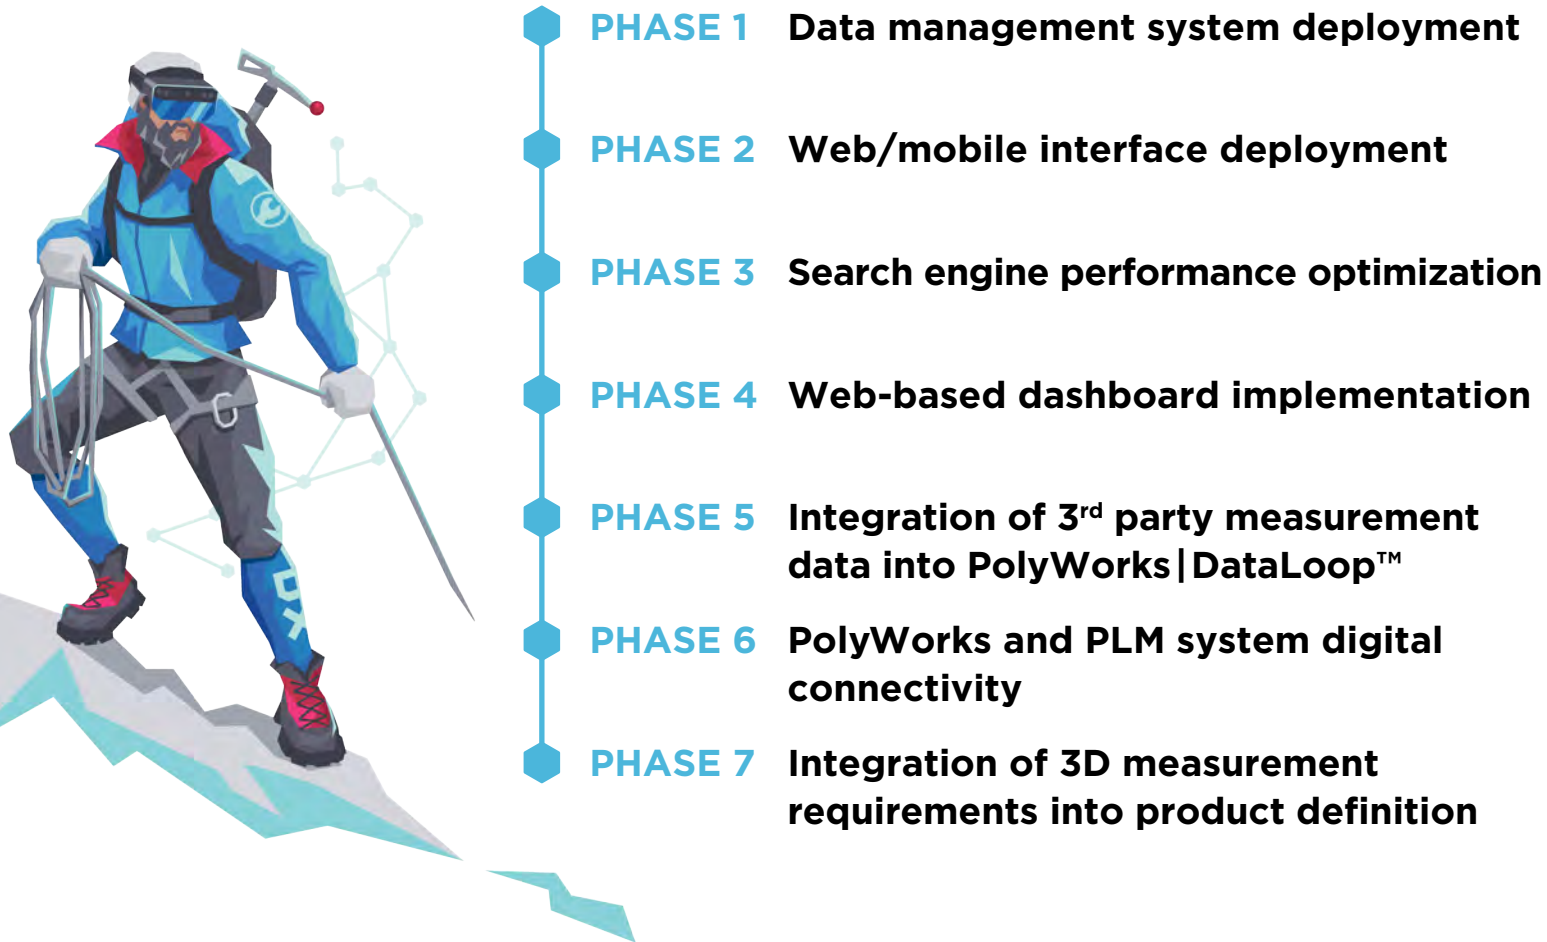 PHASE 1 Data management system deployment
PHASE 2 Web/mobile interface deployment
PHASE 3 Search engine performance optimization
PHASE 4 Web-based dashboard implementation
PHASE 5 Integration of 3rd party measurement
data into PolyWorks|DataLoop™
PHASE 6 PolyWorks and PLM system digital
connectivity
PHASE 7 Integration of 3D measurement
requirements into product definition
DX